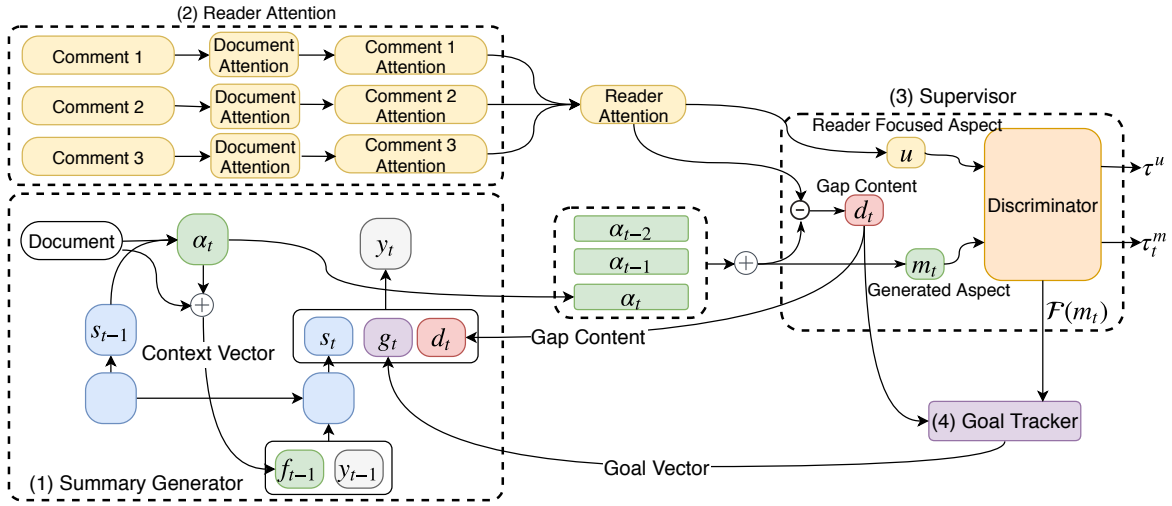 (2) Reader Attention
Comment 1
Document
Attention
Comment 1
Attention
Comment 2
Document
Attention
Comment 2
Attention
Comment 3
Document
Attention
Comment 3
Attention
Reader
Attention
(3) Supervisor
Reader Focused Aspect
u
τ^u
Gap Content
d_t
Discriminator
τ_t^m
m_t
Generated Aspect
F(m_t)
-
+
α_{t-2}
α_{t-1}
α_t
Document
α_t
y_t
+
s_{t-1}
Context Vector
s_t
g_t
d_t
Gap Content
(4) Goal Tracker
Goal Vector
f_{t-1}
y_{t-1}
(1) Summary Generator